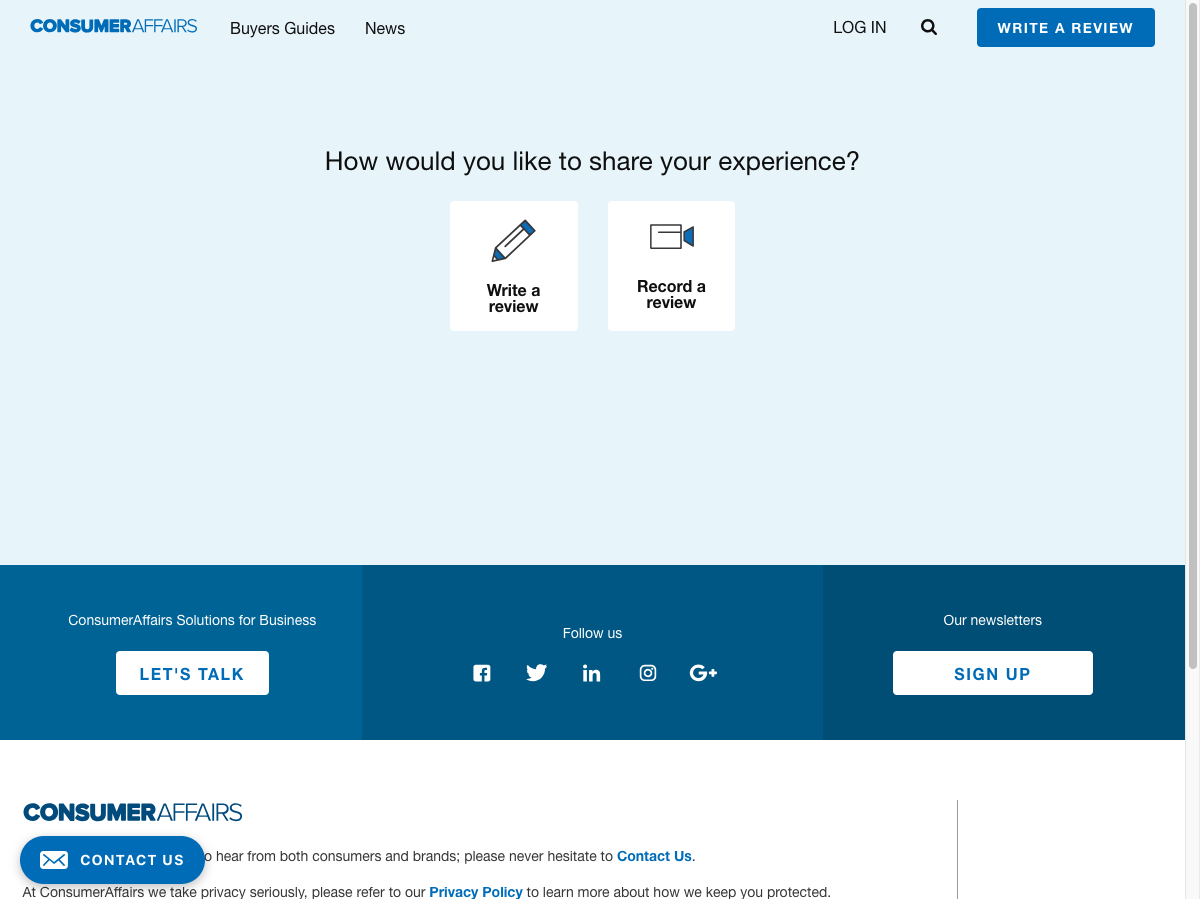 CONSUMERAFFAIRS Buyers Guides News LOG IN WRITE A REVIEW
How would you like to share your experience?
Write a
review
Record a
review
ConsumerAffairs Solutions for Business
LET'S TALK
Follow us
Our newsletters
SIGN UP
CONSUMERAFFAIRS
hear from both consumers and brands; please never hesitate to Contact Us.
CONTACT US
At ConsumerAffairs we take privacy seriously, please refer to our Privacy Policy to learn more about how we keep you protected.